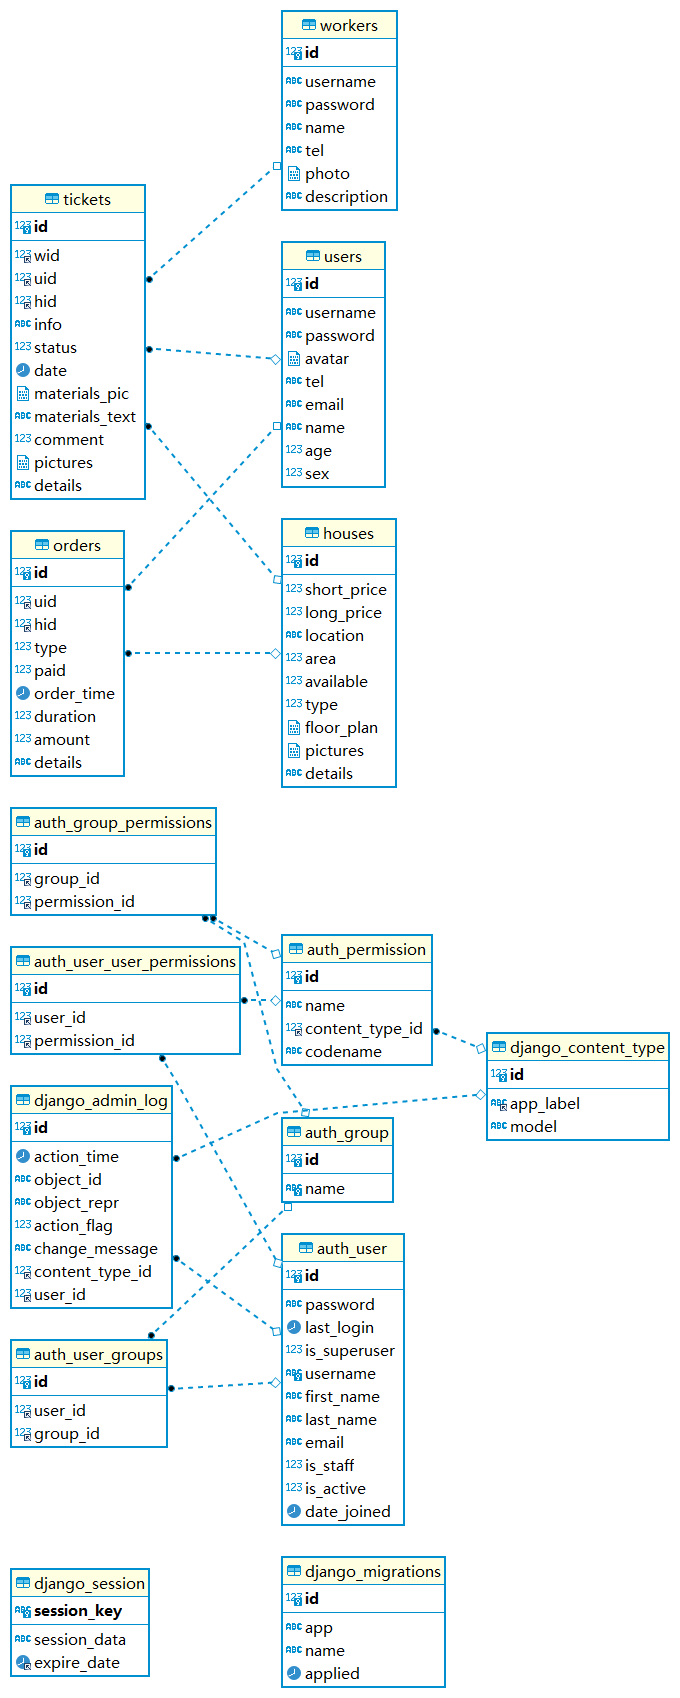 workers
id
username
password
name
tel
photo
description
tickets
id
wid
uid
hid
info
status
date
materials_pic
materials_text
comment
pictures
details
users
id
username
password
avatar
tel
email
name
age
sex
orders
id
uid
hid
type
paid
order_time
duration
amount
details
houses
id
short_price
long_price
location
area
available
type
floor_plan
pictures
details
auth_group_permissions
id
group_id
permission_id
auth_user_user_permissions
id
user_id
permission_id
auth_permission
id
name
content_type_id
codename
django_content_type
id
app_label
model
django_admin_log
id
action_time
object_id
object_repr
action_flag
change_message
content_type_id
user_id
auth_group
id
name
auth_user
id
password
last_login
is_superuser
username
first_name
last_name
email
is_staff
is_active
date_joined
auth_user_groups
id
user_id
group_id
django_session
session_key
session_data
expire_date
django_migrations
id
app
name
applied